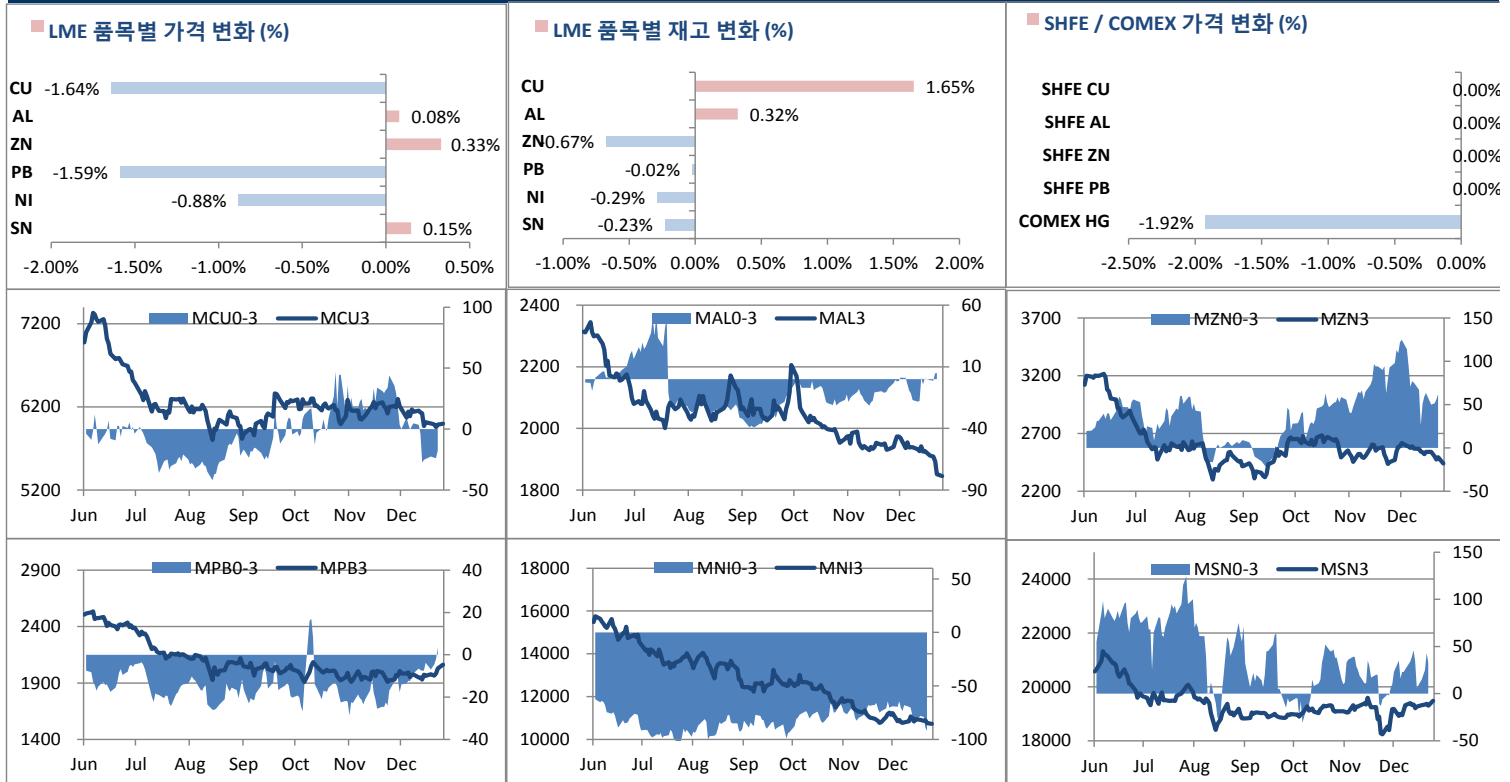 LME 품목별 가격 변화 (%)
CU -1.64%
AL 0.08%
ZN 0.33%
PB -1.59%
NI -0.88%
SN 0.15%
-2.00% -1.50% -1.00% -0.50% 0.00% 0.50%
LME 품목별 재고 변화 (%)
CU 1.65%
AL 0.32%
ZN -0.67%
PB -0.02%
NI -0.29%
SN -0.23%
-1.00% -0.50% 0.00% 0.50% 1.00% 1.50% 2.00%
SHFE / COMEX 가격 변화 (%)
SHFE CU 0.00%
SHFE AL 0.00%
SHFE ZN 0.00%
SHFE PB 0.00%
COMEX HG -1.92%
-2.50% -2.00% -1.50% -1.00% -0.50% 0.00%
MCU0-3 MCU3
7200
6200
5200
100
50
0
-50
Jun Jul Aug Sep Oct Nov Dec
MAL0-3 MAL3
2400
2200
2000
1800
60
10
-40
-90
Jun Jul Aug Sep Oct Nov Dec
MZN0-3 MZN3
3700
3200
2700
2200
150
100
50
0
-50
Jun Jul Aug Sep Oct Nov Dec
MPB0-3 MPB3
2900
2400
1900
1400
40
20
0
-20
-40
Jun Jul Aug Sep Oct Nov Dec
MNI0-3 MNI3
18000
16000
14000
12000
10000
50
0
-50
-100
Jun Jul Aug Sep Oct Nov Dec
MSN0-3 MSN3
24000
22000
20000
18000
150
100
50
0
-50
Jun Jul Aug Sep Oct Nov Dec